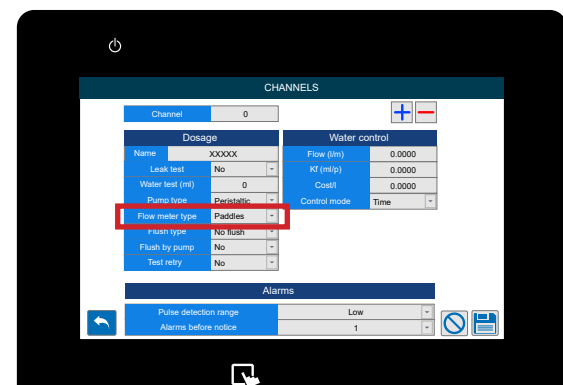 CHANNELS
Channel 0
Dosage
Name XXXXX
Leak test No
Water test (ml) 0
Pump type Peristaltic
Flow meter type Paddles
Flush type No flush
Flush by pump No
Test retry No
Water control
Flow (l/m) 0.0000
Kf (ml/p) 0.0000
Cost/l 0.0000
Control mode Time
Alarms
Pulse detection range Low
Alarms before notice 1